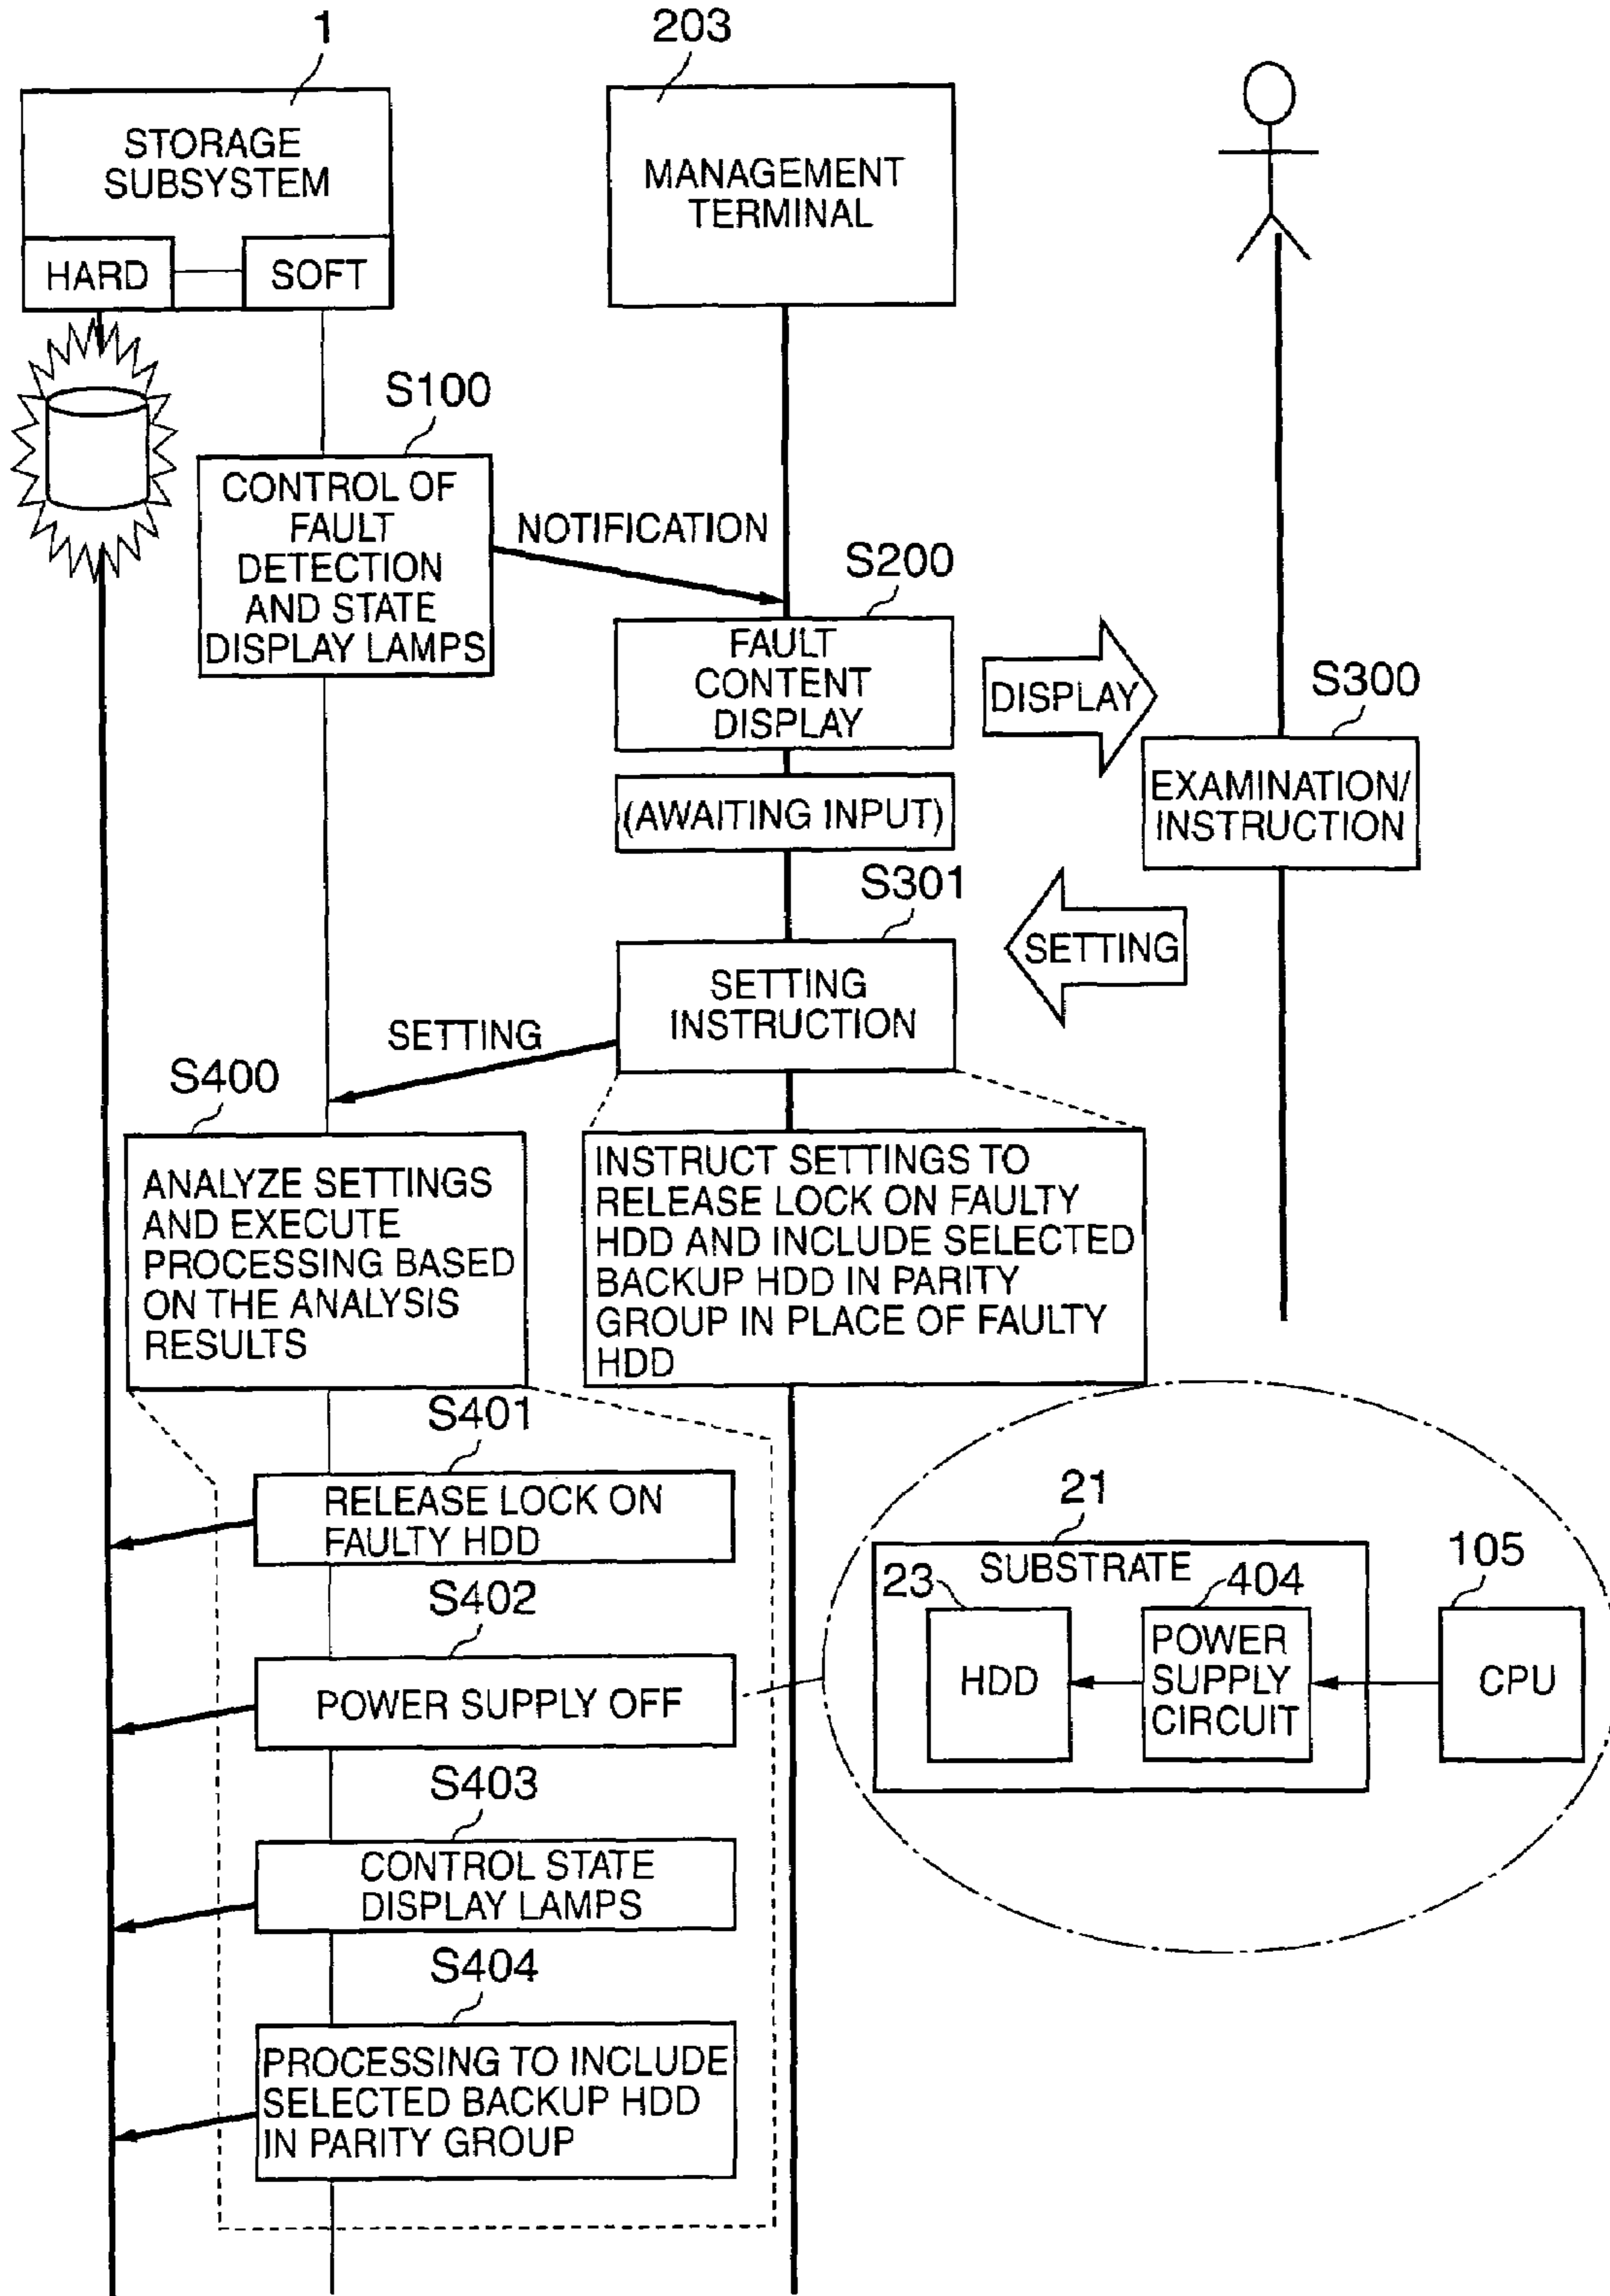 1
203
STORAGE
SUBSYSTEM
HARD
SOFT
MANAGEMENT
TERMINAL
S100
CONTROL OF
FAULT
DETECTION
AND STATE
DISPLAY LAMPS
NOTIFICATION
S200
FAULT
CONTENT
DISPLAY
DISPLAY
S300
EXAMINATION/
INSTRUCTION
(AWAITING INPUT)
S301
SETTING
SETTING
INSTRUCTION
SETTING
S400
ANALYZE SETTINGS
AND EXECUTE
PROCESSING BASED
ON THE ANALYSIS
RESULTS
INSTRUCT SETTINGS TO
RELEASE LOCK ON FAULTY
HDD AND INCLUDE SELECTED
BACKUP HDD IN PARITY
GROUP IN PLACE OF FAULTY
HDD
S401
RELEASE LOCK ON
FAULTY HDD
S402
POWER SUPPLY OFF
S403
CONTROL STATE
DISPLAY LAMPS
S404
PROCESSING TO INCLUDE
SELECTED BACKUP HDD
IN PARITY GROUP
21
SUBSTRATE
23
404
105
HDD
POWER
SUPPLY
CIRCUIT
CPU